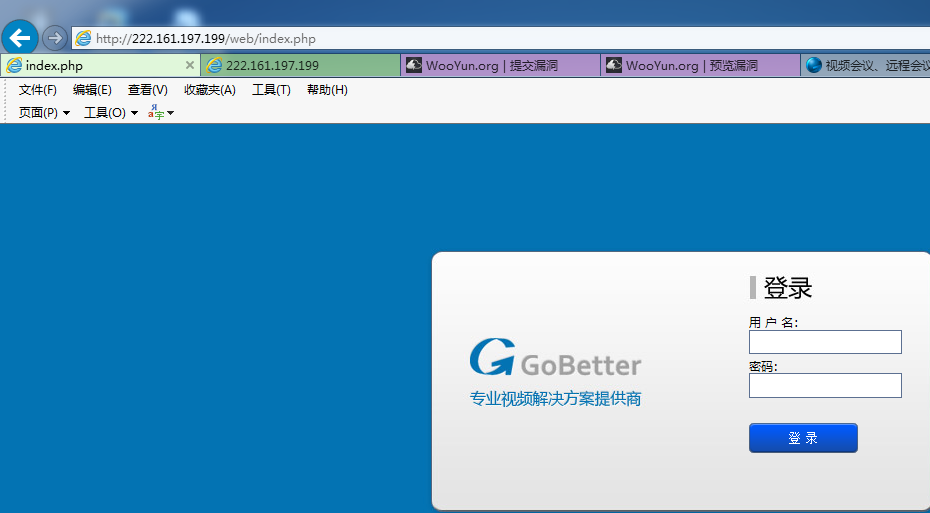 http://222.161.197.199/web/index.php
index.php
222.161.197.199
WooYun.org | 提交漏洞
WooYun.org | 预览漏洞
视频会议、远程会议
文件(F) 编辑(E) 查看(V) 收藏夹(A) 工具(T) 帮助(H)
页面(P) 工具(O)
登录
用 户 名:
密码:
登 录
GoBetter
专业视频解决方案提供商